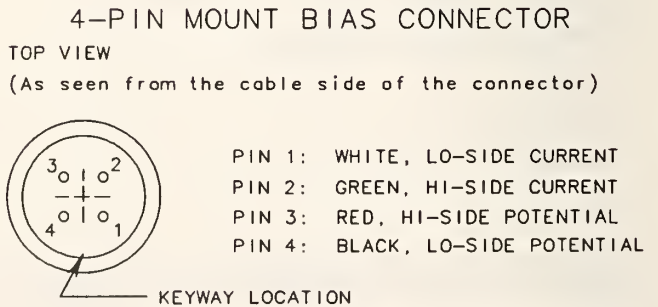 4-PIN MOUNT BIAS CONNECTOR
TOP VIEW
(As seen from the cable side of the connector)
3 2
4 1
PIN 1: WHITE, LO-SIDE CURRENT
PIN 2: GREEN, HI-SIDE CURRENT
PIN 3: RED, HI-SIDE POTENTIAL
PIN 4: BLACK, LO-SIDE POTENTIAL
KEYWAY LOCATION